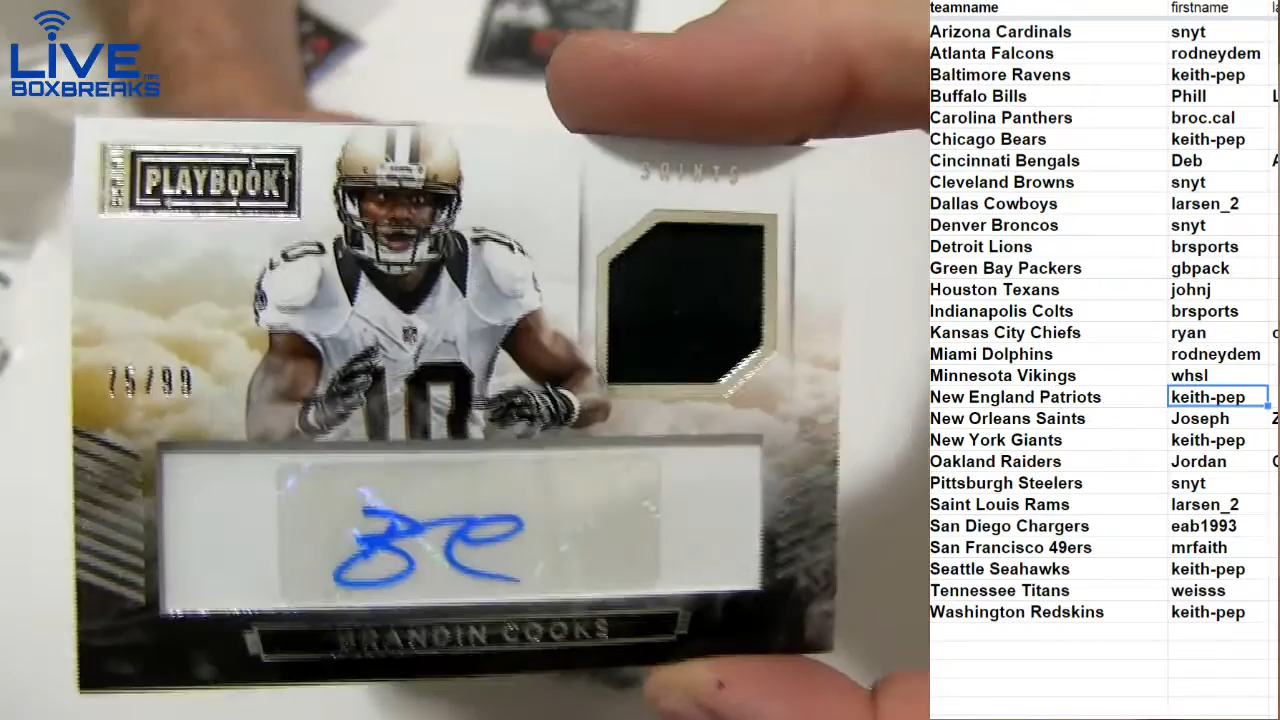 LIVE.net
BOXBREAKS
PLAYBOOK
SAINTS
10
75/99
BRANDIN COOKS
teamname firstname
Arizona Cardinals snyt
Atlanta Falcons rodneydem
Baltimore Ravens keith-pep
Buffalo Bills Phill
Carolina Panthers broc.cal
Chicago Bears keith-pep
Cincinnati Bengals Deb
Cleveland Browns snyt
Dallas Cowboys larsen_2
Denver Broncos snyt
Detroit Lions brsports
Green Bay Packers gbpack
Houston Texans johnj
Indianapolis Colts brsports
Kansas City Chiefs ryan
Miami Dolphins rodneydem
Minnesota Vikings whsl
New England Patriots keith-pep
New Orleans Saints Joseph
New York Giants keith-pep
Oakland Raiders Jordan
Pittsburgh Steelers snyt
Saint Louis Rams larsen_2
San Diego Chargers eab1993
San Francisco 49ers mrfaith
Seattle Seahawks keith-pep
Tennessee Titans weisss
Washington Redskins keith-pep